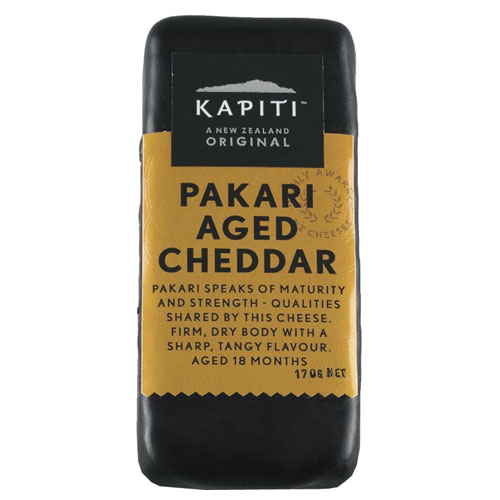 KAPITI™
A NEW ZEALAND
ORIGINAL
PAKARI
AGED
CHEDDAR
PAKARI SPEAKS OF MATURITY
AND STRENGTH - QUALITIES
SHARED BY THIS CHEESE.
FIRM, DRY BODY WITH A
SHARP, TANGY FLAVOUR.
AGED 18 MONTHS
170G NET